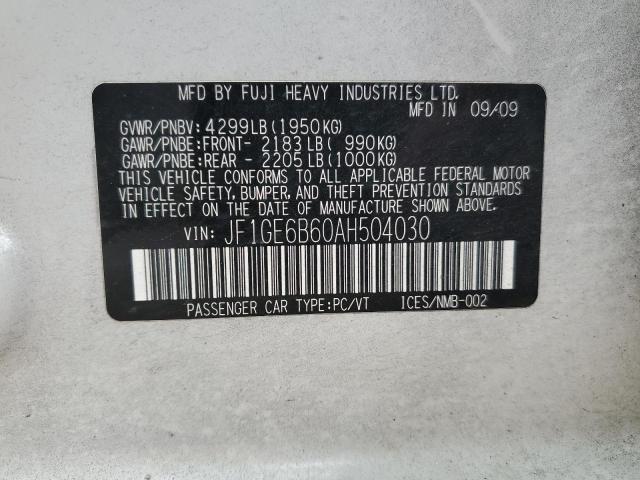 MFD BY FUJI HEAVY INDUSTRIES LTD.
MFD IN 09/09
GVWR/PNBV: 4299LB(1950KG)
GAWR/PNBE:FRONT- 2183LB( 990KG)
GAWR/PNBE:REAR - 2205LB(1000KG)
THIS VEHICLE CONFORMS TO ALL APPLICABLE FEDERAL MOTOR
VEHICLE SAFETY, BUMPER, AND THEFT PREVENTION STANDARDS
IN EFFECT ON THE DATE OF MANUFACTURE SHOWN ABOVE.
VIN: JF1GE6B60AH504030
PASSENGER CAR TYPE:PC/VT ICES/NMB-002